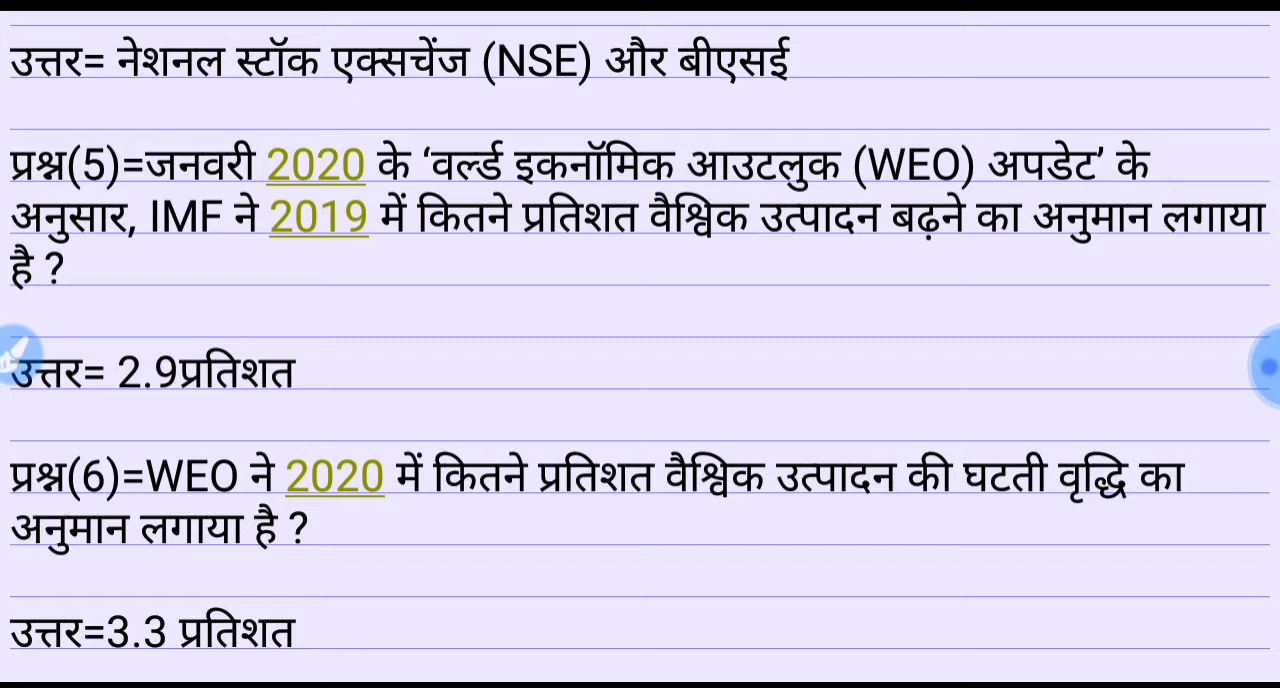 उत्तर= नेशनल स्टॉक एक्सचेंज (NSE) और बीएसई
प्रश्न(5)=जनवरी 2020 के ‘वर्ल्ड इकनॉमिक आउटलुक (WEO) अपडेट’ के
अनुसार, IMF ने 2019 में कितने प्रतिशत वैश्विक उत्पादन बढ़ने का अनुमान लगाया
है ?
उत्तर= 2.9प्रतिशत
प्रश्न(6)=WEO ने 2020 में कितने प्रतिशत वैश्विक उत्पादन की घटती वृद्धि का
अनुमान लगाया है ?
उत्तर=3.3 प्रतिशत